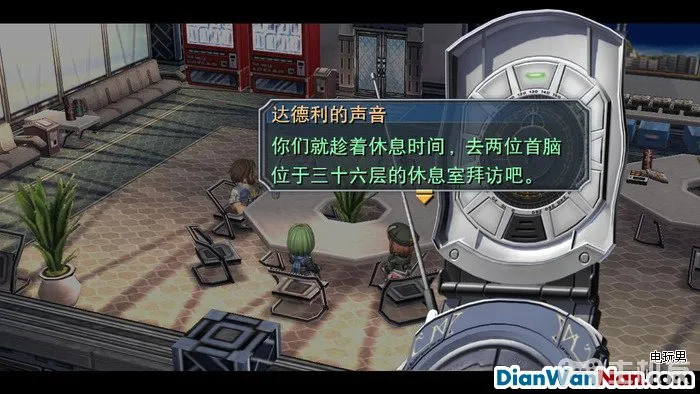 达德利的声音
你们就趁着休息时间，去两位首脑
位于三十六层的休息室拜访吧。
电玩男
DianWanNan.com